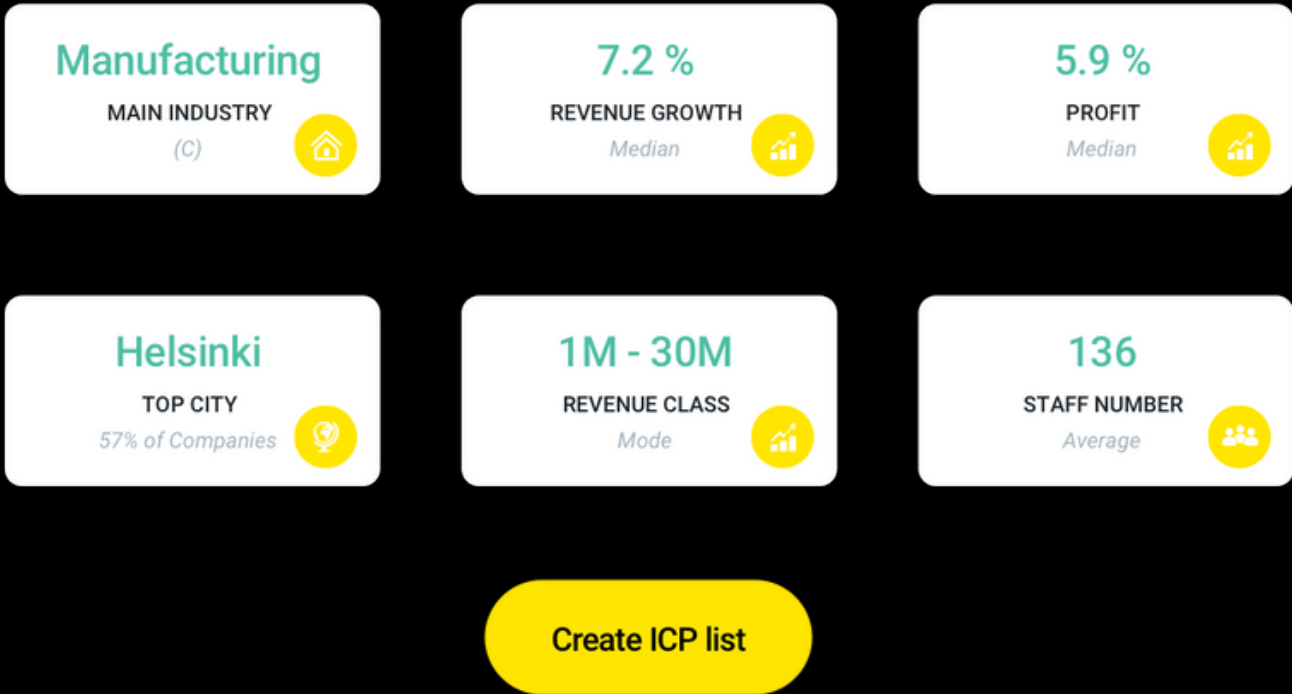 Manufacturing
MAIN INDUSTRY
(C)
7.2 %
REVENUE GROWTH
Median
5.9 %
PROFIT
Median
Helsinki
TOP CITY
57% of Companies
1M - 30M
REVENUE CLASS
Mode
136
STAFF NUMBER
Average
Create ICP list